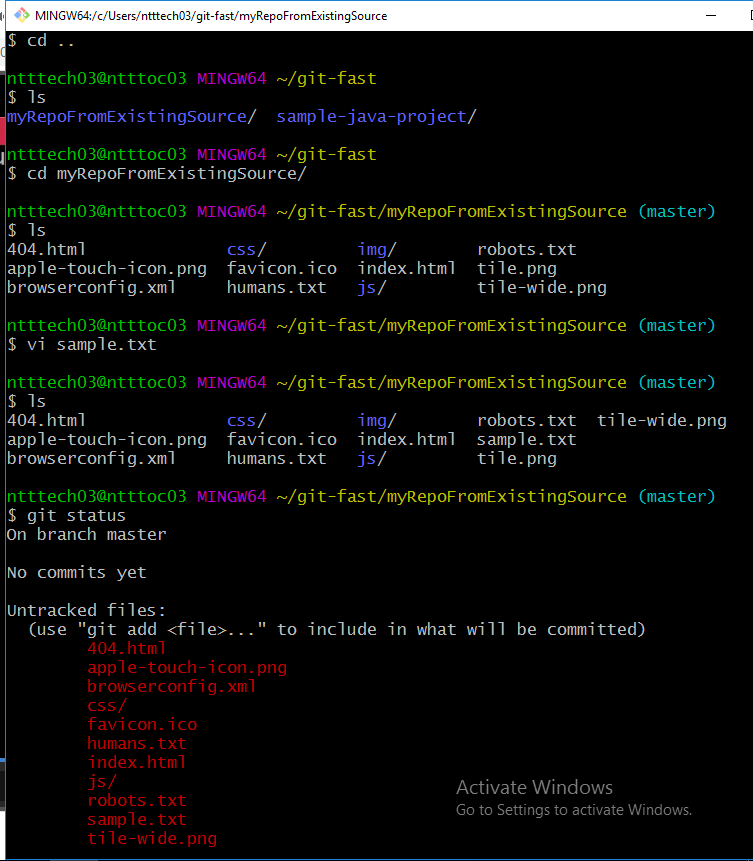 MINGW64:/c/Users/ntttech03/git-fast/myRepoFromExistingSource
$ cd ..
ntttech03@ntttoc03 MINGW64 ~/git-fast
$ ls
myRepoFromExistingSource/  sample-java-project/
ntttech03@ntttoc03 MINGW64 ~/git-fast
$ cd myRepoFromExistingSource/
ntttech03@ntttoc03 MINGW64 ~/git-fast/myRepoFromExistingSource (master)
$ ls
404.html              css/         img/        robots.txt
apple-touch-icon.png  favicon.ico  index.html  tile.png
browserconfig.xml     humans.txt   js/         tile-wide.png
ntttech03@ntttoc03 MINGW64 ~/git-fast/myRepoFromExistingSource (master)
$ vi sample.txt
ntttech03@ntttoc03 MINGW64 ~/git-fast/myRepoFromExistingSource (master)
$ ls
404.html              css/         img/        robots.txt  tile-wide.png
apple-touch-icon.png  favicon.ico  index.html  sample.txt
browserconfig.xml     humans.txt   js/         tile.png
ntttech03@ntttoc03 MINGW64 ~/git-fast/myRepoFromExistingSource (master)
$ git status
On branch master
No commits yet
Untracked files:
  (use "git add <file>..." to include in what will be committed)
        404.html
        apple-touch-icon.png
        browserconfig.xml
        css/
        favicon.ico
        humans.txt
        index.html
        js/
        robots.txt
        sample.txt
        tile-wide.png
Activate Windows
Go to Settings to activate Windows.